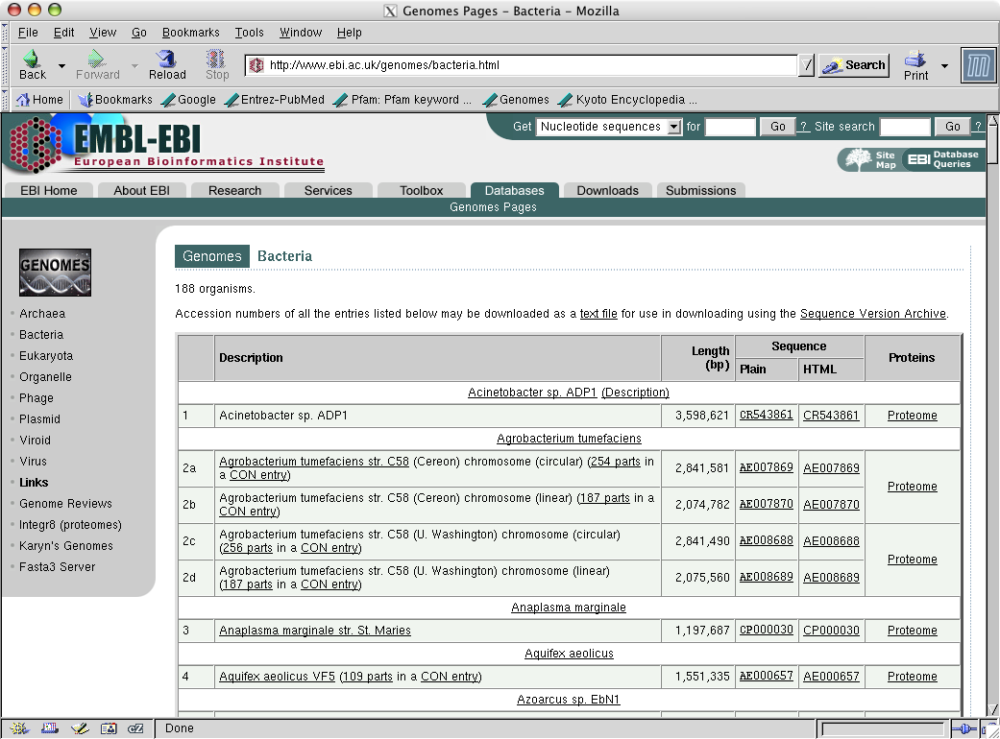 Genomes Pages – Bacteria – Mozilla
File Edit View Go Bookmarks Tools Window Help
Back Forward Reload Stop http://www.ebi.ac.uk/genomes/bacteria.html Search Print
Home Bookmarks Google Entrez-PubMed Pfam: Pfam keyword ... Genomes Kyoto Encyclopedia ...
EMBL-EBI
European Bioinformatics Institute
Get Nucleotide sequences for Go ? Site search Go ?
Site Map EBI Database Queries
EBI Home About EBI Research Services Toolbox Databases Downloads Submissions
Genomes Pages
GENOMES
Archaea
Bacteria
Eukaryota
Organelle
Phage
Plasmid
Viroid
Virus
Links
Genome Reviews
Integr8 (proteomes)
Karyn's Genomes
Fasta3 Server
Genomes Bacteria
188 organisms.
Accession numbers of all the entries listed below may be downloaded as a text file for use in downloading using the Sequence Version Archive.
Description Length (bp) Sequence Proteins
Plain HTML
Acinetobacter sp. ADP1 (Description)
1 Acinetobacter sp. ADP1 3,598,621 CR543861 CR543861 Proteome
Agrobacterium tumefaciens
2a Agrobacterium tumefaciens str. C58 (Cereon) chromosome (circular) (254 parts in
a CON entry) 2,841,581 AE007869 AE007869 Proteome
2b Agrobacterium tumefaciens str. C58 (Cereon) chromosome (linear) (187 parts in a
CON entry) 2,074,782 AE007870 AE007870
2c Agrobacterium tumefaciens str. C58 (U. Washington) chromosome (circular)
(256 parts in a CON entry) 2,841,490 AE008688 AE008688 Proteome
2d Agrobacterium tumefaciens str. C58 (U. Washington) chromosome (linear)
(187 parts in a CON entry) 2,075,560 AE008689 AE008689
Anaplasma marginale
3 Anaplasma marginale str. St. Maries 1,197,687 CP000030 CP000030 Proteome
Aquifex aeolicus
4 Aquifex aeolicus VF5 (109 parts in a CON entry) 1,551,335 AE000657 AE000657 Proteome
Azoarcus sp. EbN1
Done